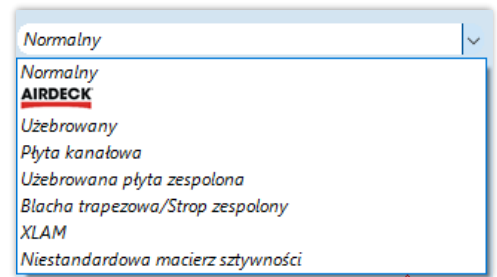 Normalny
Normalny
AIRDECK
Użebrowany
Płyta kanałowa
Użebrowana płyta zespolona
Blacha trapezowa/Strop zespolony
XLAM
Niestandardowa macierz sztywności